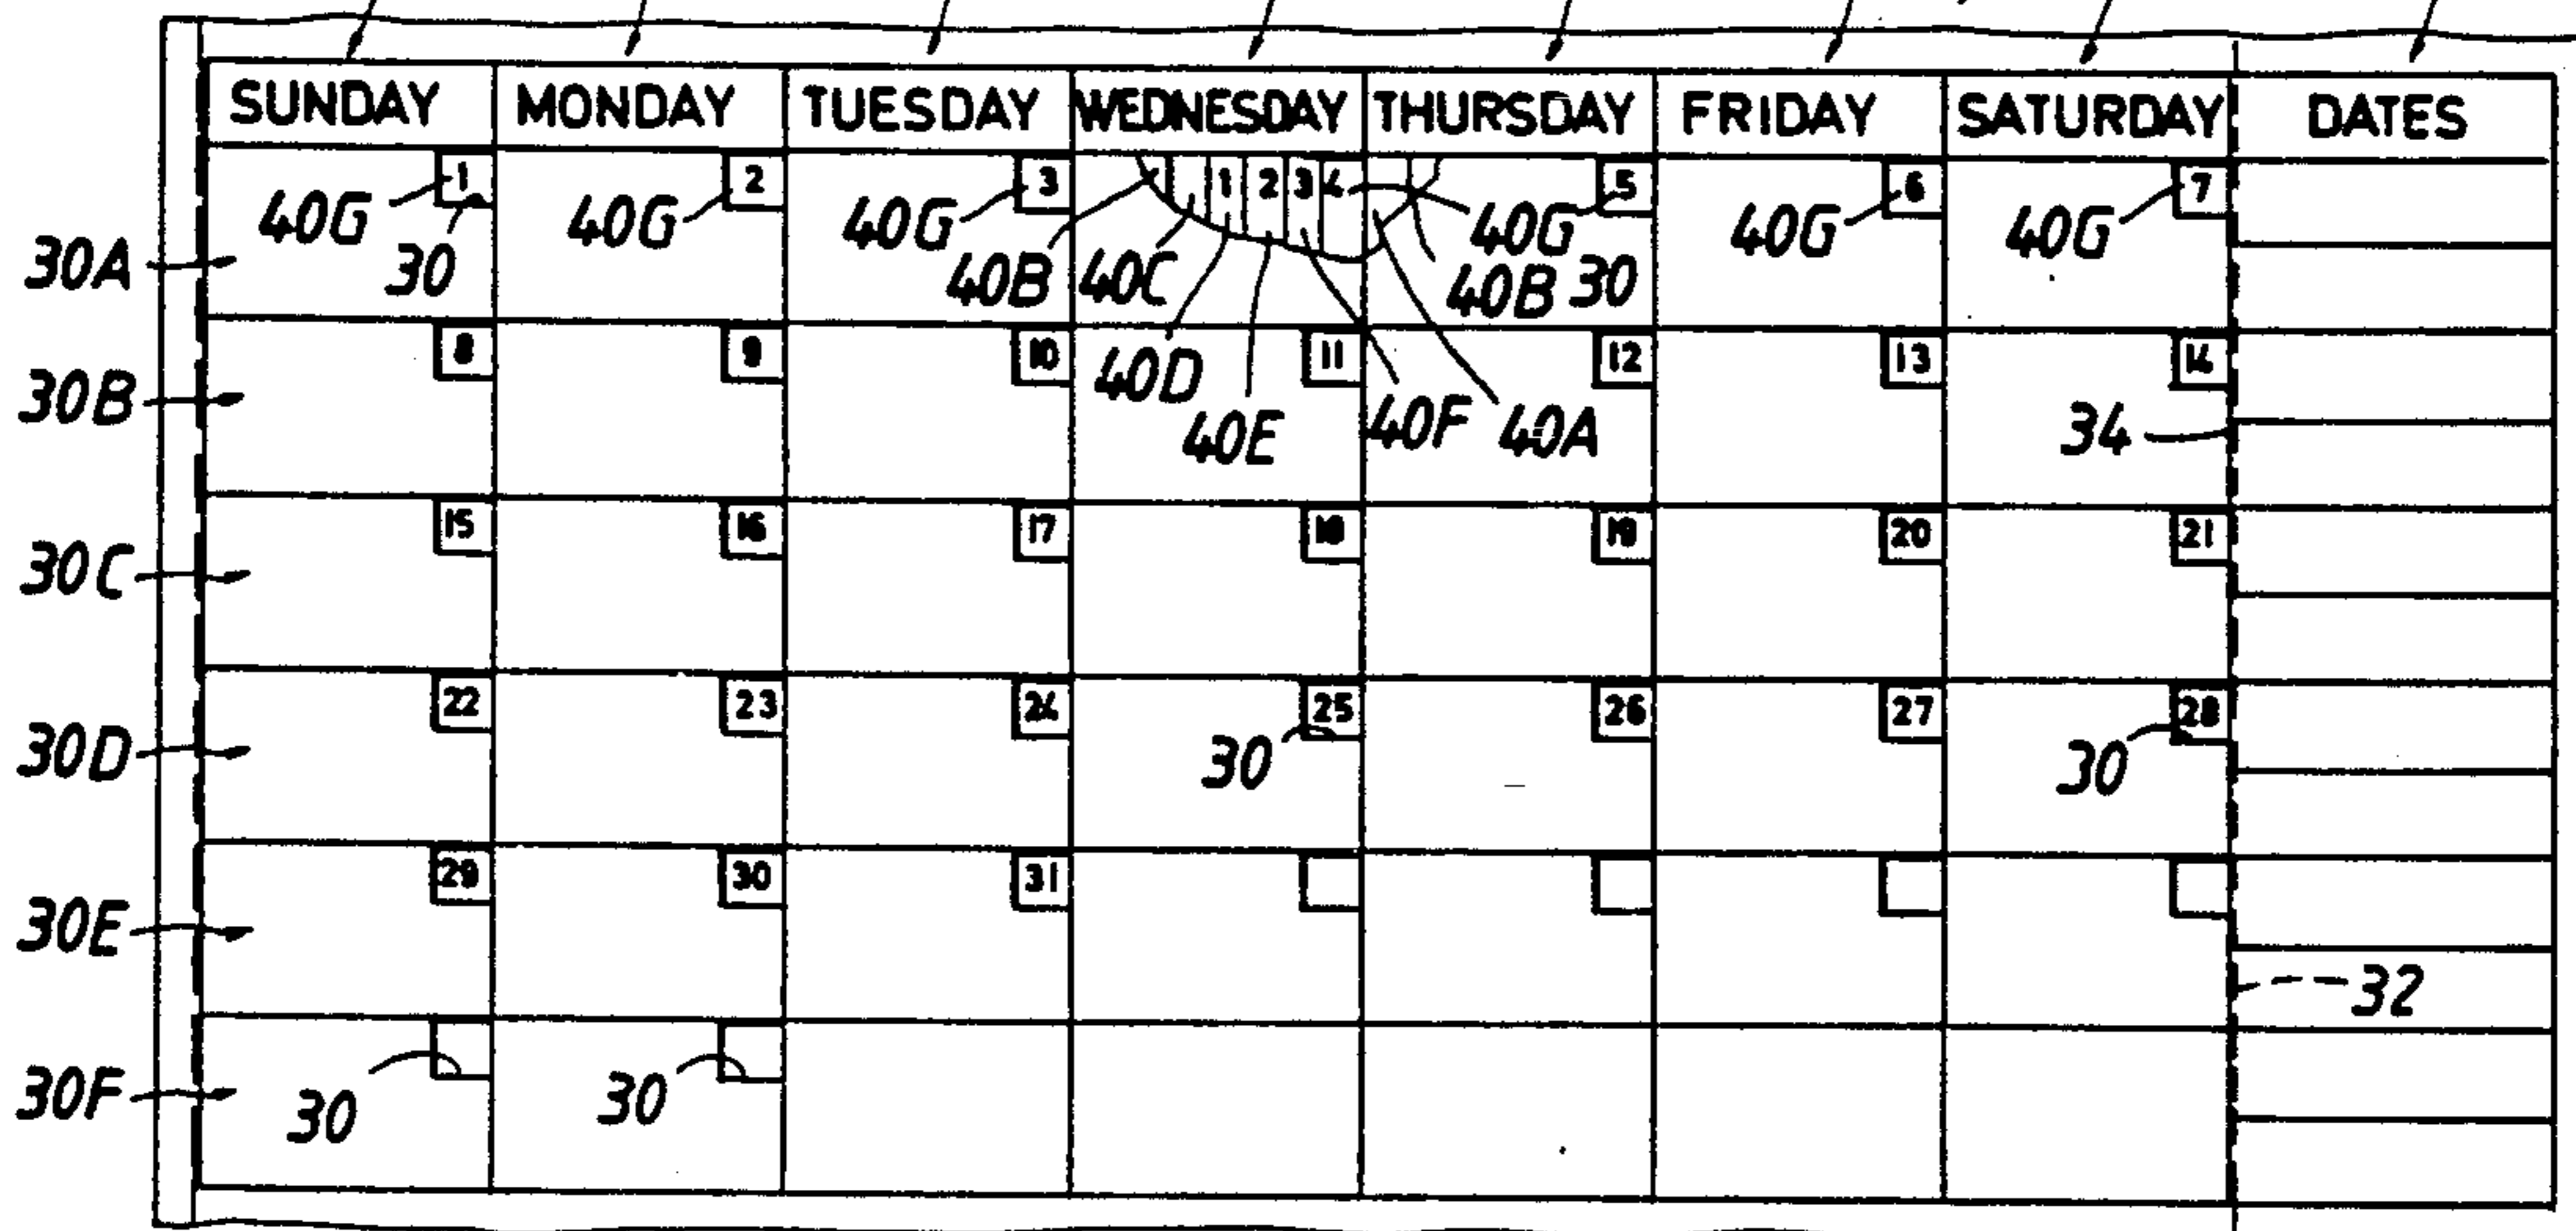 SUNDAY MONDAY TUESDAY WEDNESDAY THURSDAY FRIDAY SATURDAY DATES
1 2 3 1 2 3 4 5 6 7
40G 40G 40G 40G 40G 40G
30A 30 40B 40C 40B 30
8 9 10 11 12 13 14
30B 40D 40E 40F 40A 34
15 16 17 18 19 20 21
30C
22 23 24 25 26 27 28
30D 30 30
29 30 31
30E 32
30F 30 30